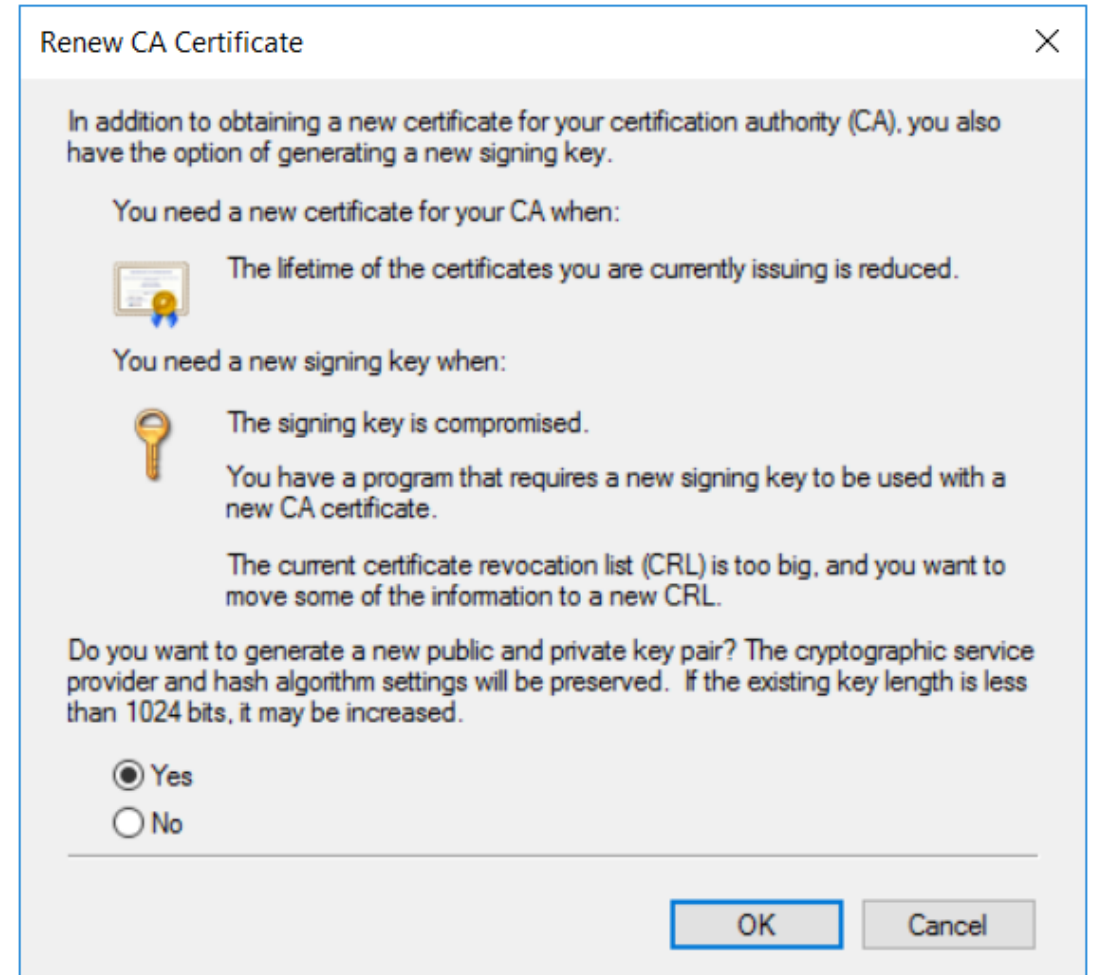 Renew CA Certificate
In addition to obtaining a new certificate for your certification authority (CA), you also
have the option of generating a new signing key.
You need a new certificate for your CA when:
The lifetime of the certificates you are currently issuing is reduced.
You need a new signing key when:
The signing key is compromised.
You have a program that requires a new signing key to be used with a
new CA certificate.
The current certificate revocation list (CRL) is too big, and you want to
move some of the information to a new CRL.
Do you want to generate a new public and private key pair? The cryptographic service
provider and hash algorithm settings will be preserved.  If the existing key length is less
than 1024 bits, it may be increased.
Yes
No
OK
Cancel